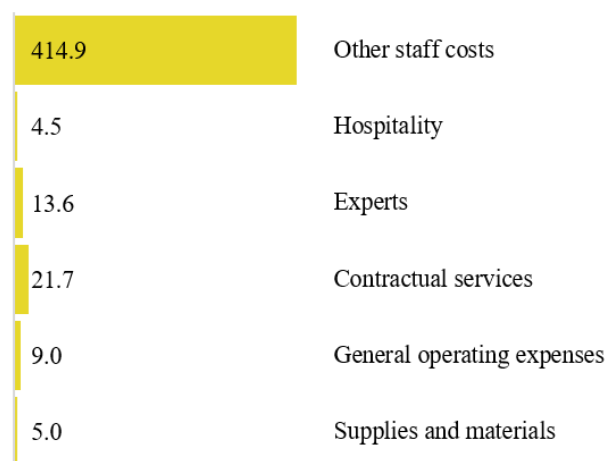 414.9 Other staff costs
4.5 Hospitality
13.6 Experts
21.7 Contractual services
9.0 General operating expenses
5.0 Supplies and materials